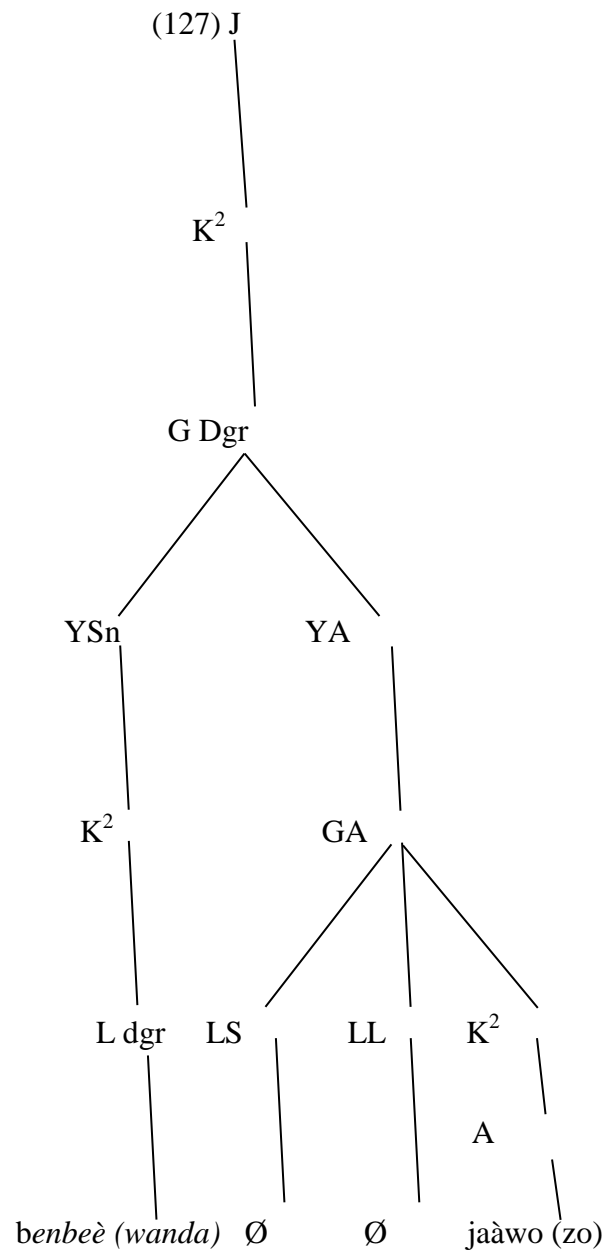 (127) J
K²
G Dgr
YSn YA
K² GA
L dgr LS LL K²
A
benbeè (wanda) Ø Ø jaàwo (zo)